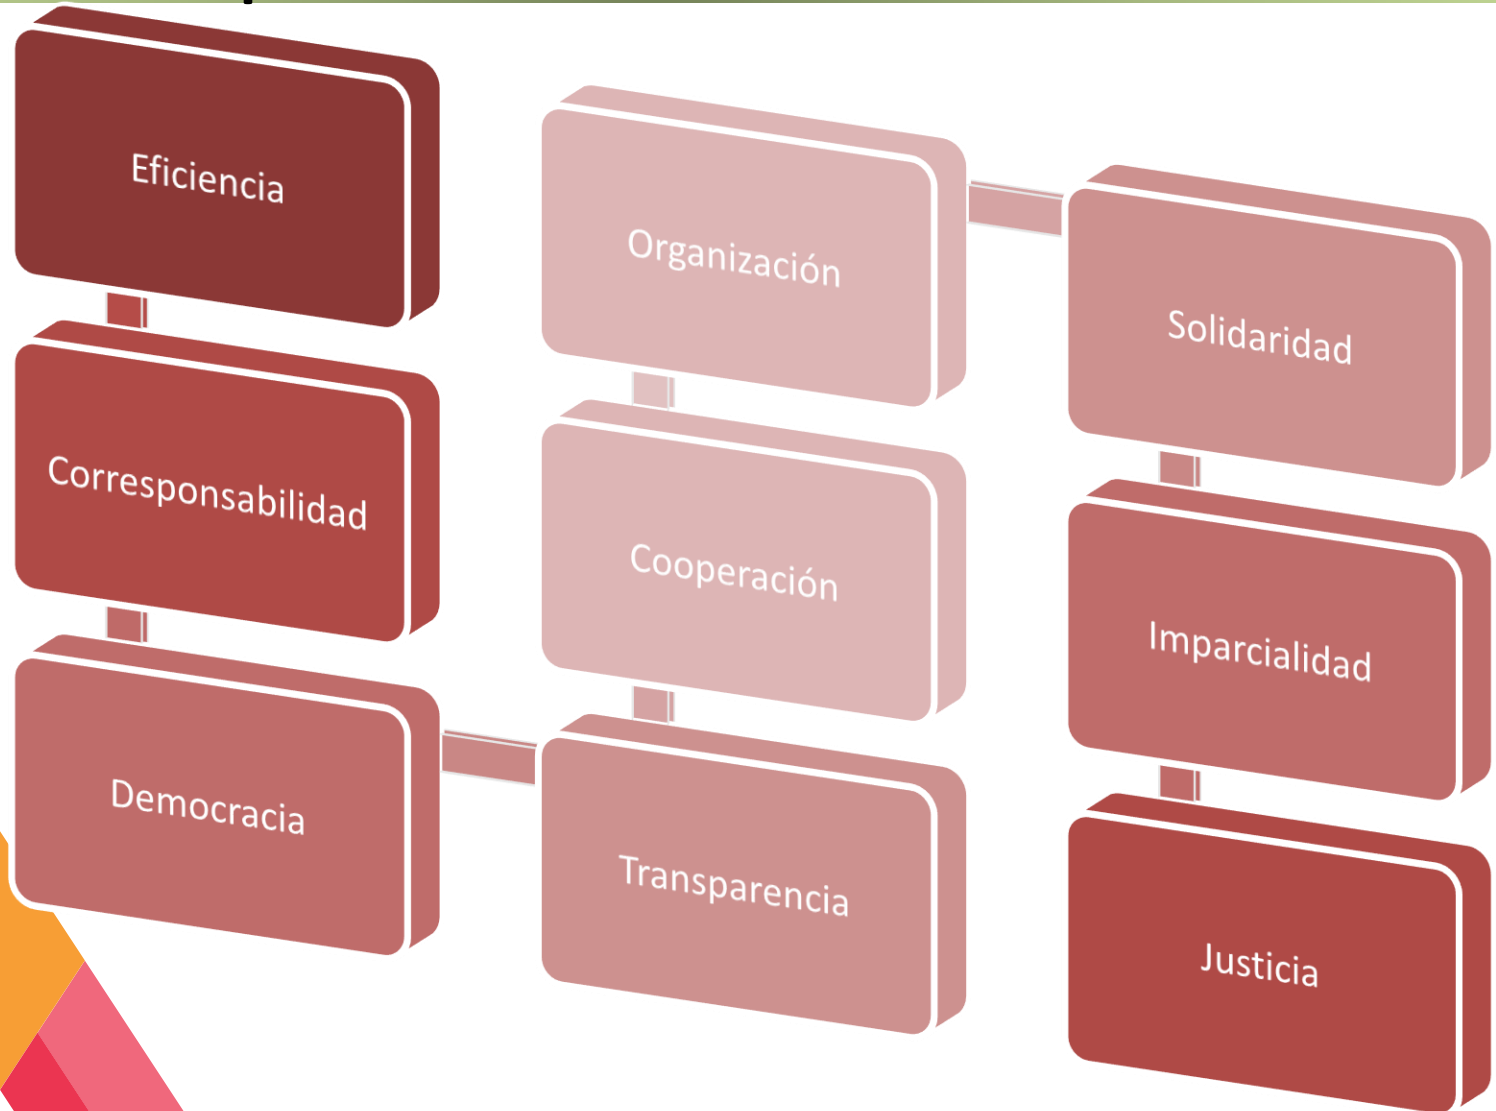 Eficiencia
Corresponsabilidad
Democracia
Transparencia
Cooperación
Organización
Solidaridad
Imparcialidad
Justicia